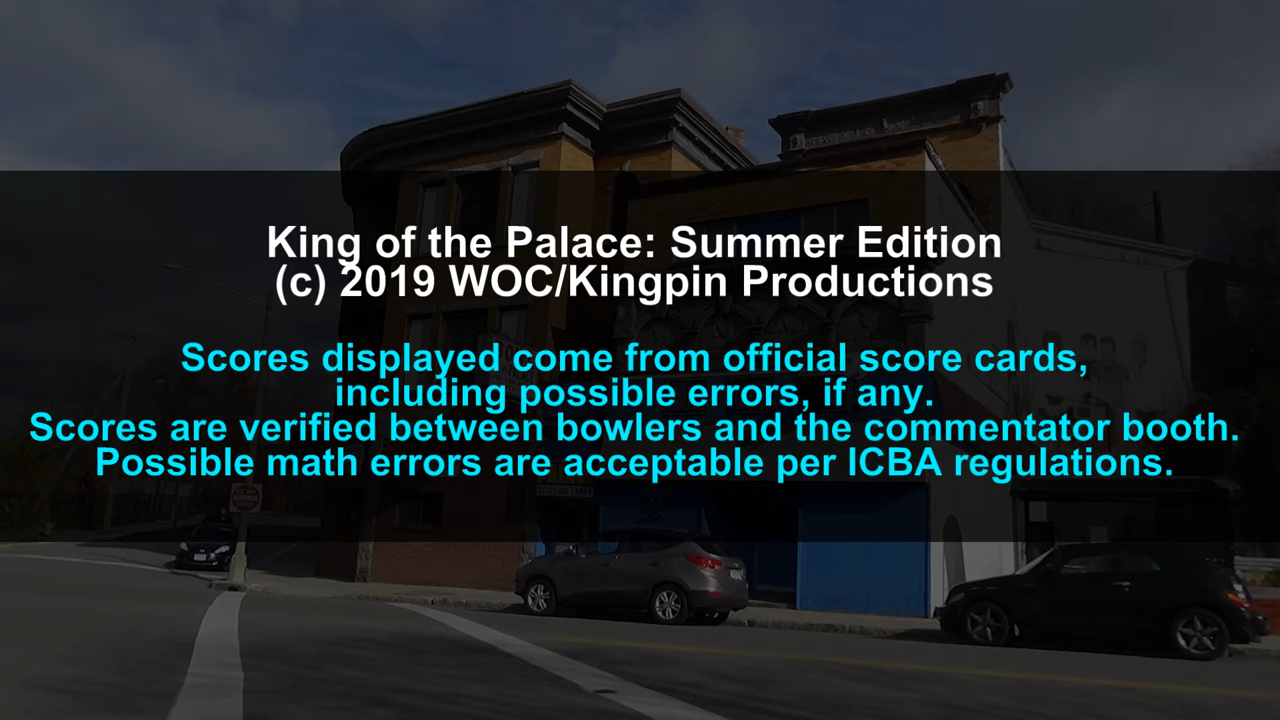 King of the Palace: Summer Edition
(c) 2019 WOC/Kingpin Productions
Scores displayed come from official score cards,
including possible errors, if any.
Scores are verified between bowlers and the commentator booth.
Possible math errors are acceptable per ICBA regulations.